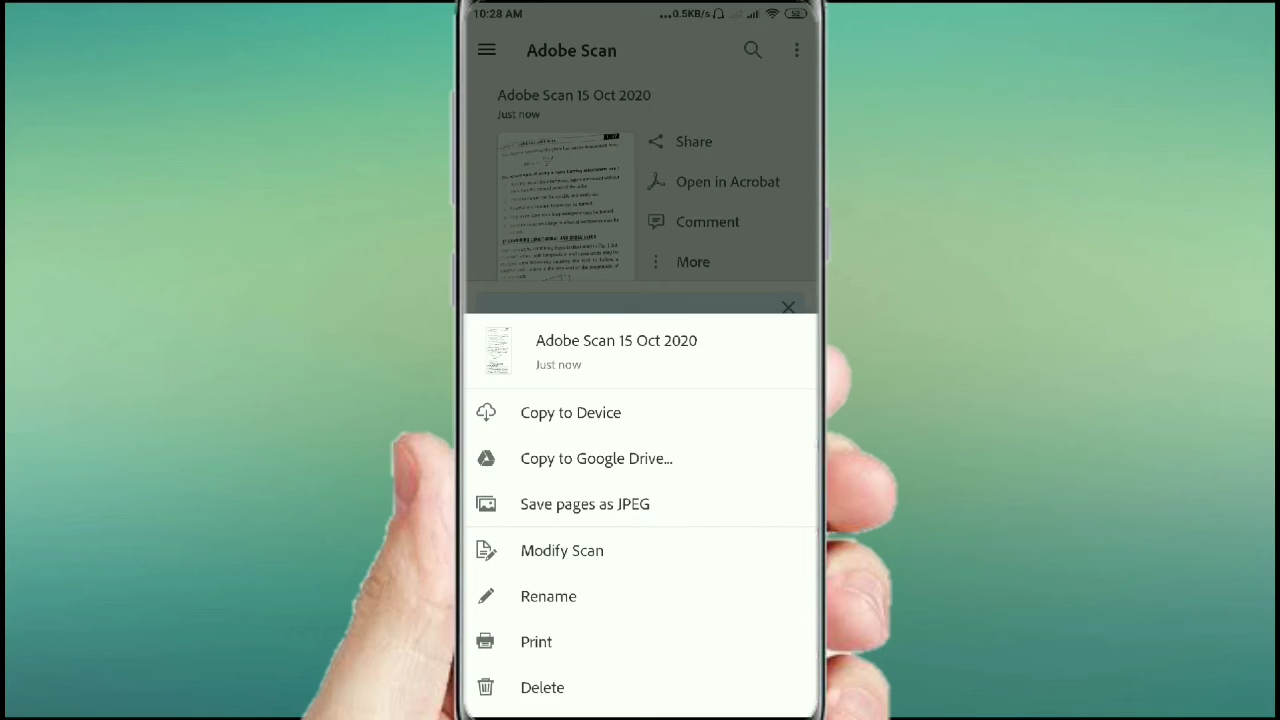 10:28 AM
...0.5KB/s
52
Adobe Scan
Adobe Scan 15 Oct 2020
Just now
Share
Open in Acrobat
Comment
More
Adobe Scan 15 Oct 2020
Just now
Copy to Device
Copy to Google Drive...
Save pages as JPEG
Modify Scan
Rename
Print
Delete